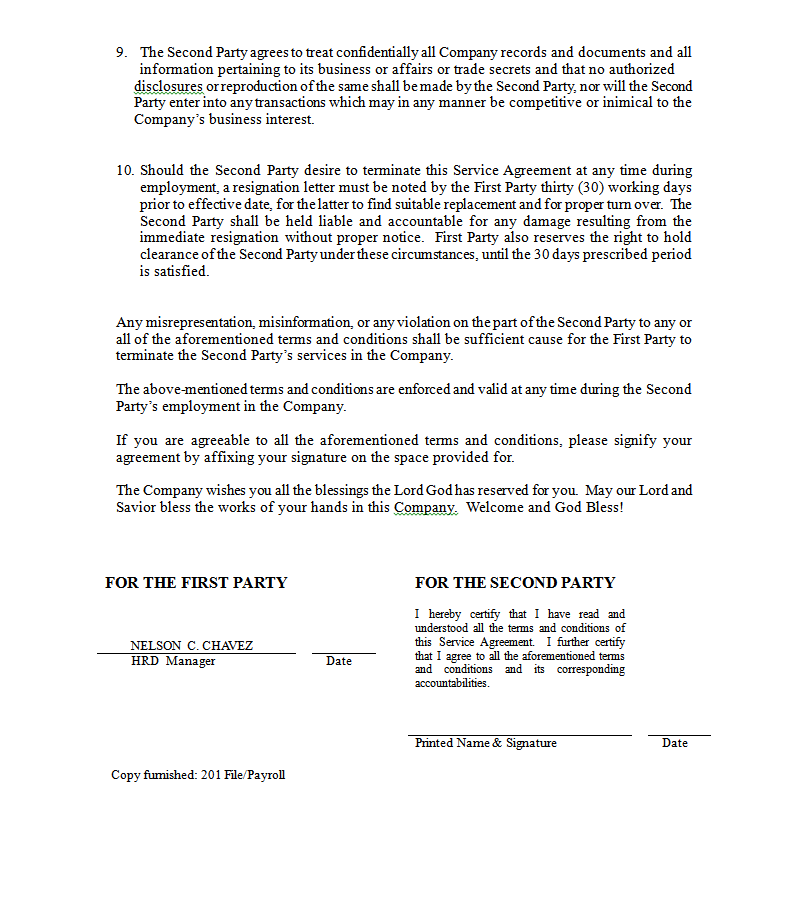 9. The Second Party agrees to treat confidentially all Company records and documents and all
information pertaining to its business or affairs or trade secrets and that no authorized
disclosures or reproduction of the same shall be made by the Second Party, nor will the Second
Party enter into any transactions which may in any manner be competitive or inimical to the
Company's business interest.
10. Should the Second Party desire to terminate this Service Agreement at any time during
employment, a resignation letter must be noted by the First Party thirty (30) working days
prior to effective date, for the latter to find suitable replacement and for proper turn over. The
Second Party shall be held liable and accountable for any damage resulting from the
immediate resignation without proper notice. First Party also reserves the right to hold
clearance of the Second Party under these circumstances, until the 30 days prescribed period
is satisfied.
Any misrepresentation, misinformation, or any violation on the part of the Second Party to any or
all of the aforementioned terms and conditions shall be sufficient cause for the First Party to
terminate the Second Party's services in the Company.
The above-mentioned terms and conditions are enforced and valid at any time during the Second
Party's employment in the Company.
If you are agreeable to all the aforementioned terms and conditions, please signify your
agreement by affixing your signature on the space provided for.
The Company wishes you all the blessings the Lord God has reserved for you. May our Lord and
Savior bless the works of your hands in this Company. Welcome and God Bless!
FOR THE FIRST PARTY
NELSON C. CHAVEZ
HRD Manager
Date
FOR THE SECOND PARTY
I hereby certify that I have read and
understood all the terms and conditions of
this Service Agreement. I further certify
that I agree to all the aforementioned terms
and conditions and its corresponding
accountabilities.
Printed Name & Signature
Date
Copy furnished: 201 File/Payroll